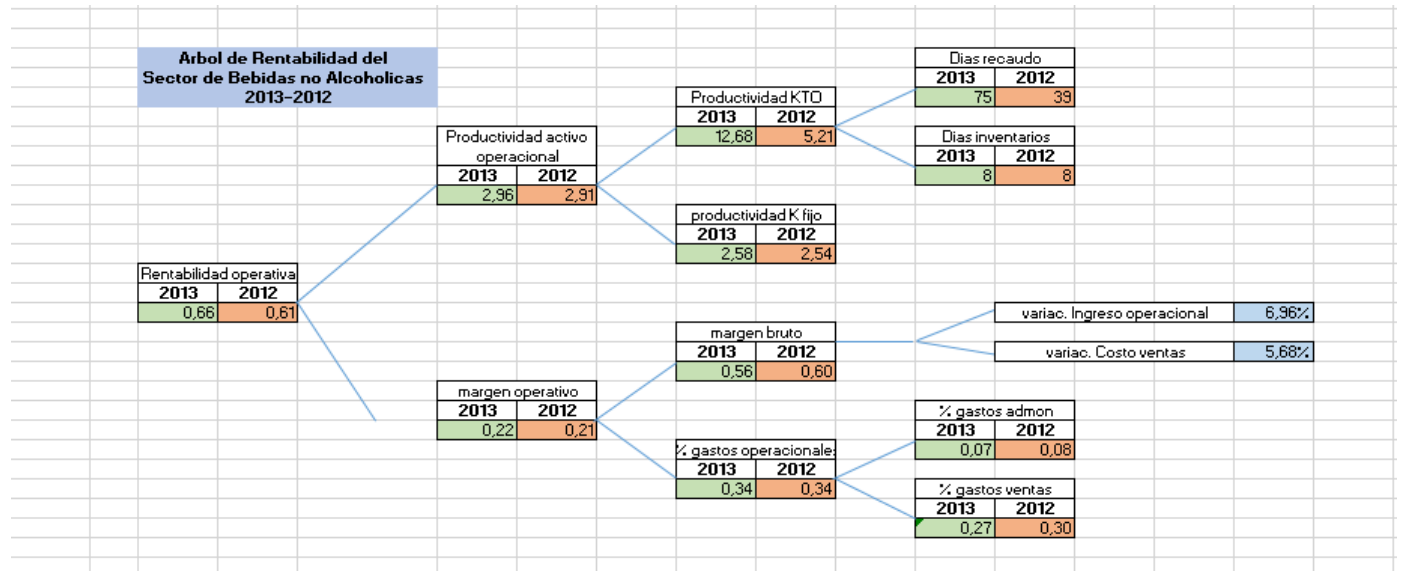 Arbol de Rentabilidad del
Sector de Bebidas no Alcoholicas
2013-2012
Dias recaudo
2013 2012
75 39
Productividad KTO
2013 2012
12,68 5,21
Productividad activo
operacional
2013 2012
2,96 2,91
Dias inventarios
2013 2012
8 8
productividad K fijo
2013 2012
2,58 2,54
Rentabilidad operativa
2013 2012
0,66 0,61
variac. Ingreso operacional 6,96%
margen bruto
2013 2012
0,56 0,60
variac. Costo ventas 5,68%
margen operativo
2013 2012
0,22 0,21
% gastos admon
2013 2012
0,07 0,08
% gastos operacionales
2013 2012
0,34 0,34
% gastos ventas
2013 2012
0,27 0,30